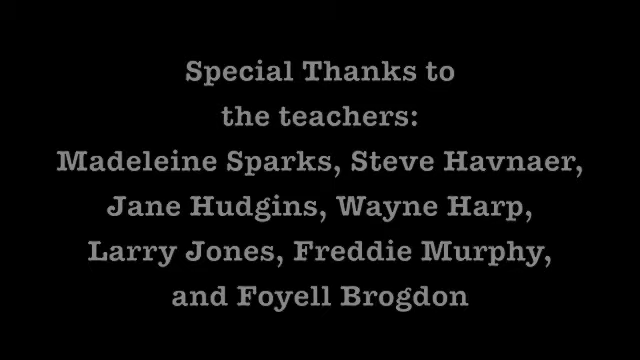 Special Thanks to
the teachers:
Madeleine Sparks, Steve Havnaer,
Jane Hudgins, Wayne Harp,
Larry Jones, Freddie Murphy,
and Foyell Brogdon